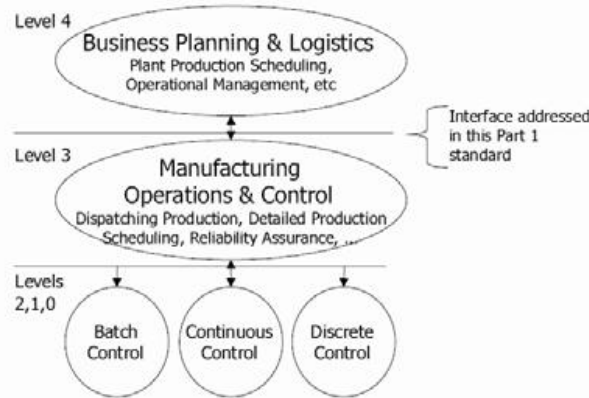 Level 4
Business Planning & Logistics
Plant Production Scheduling,
Operational Management, etc
Interface addressed
in this Part 1
standard
Level 3
Manufacturing
Operations & Control
Dispatching Production, Detailed Production
Scheduling, Reliability Assurance, ...
Levels
2,1,0
Batch
Control
Continuous
Control
Discrete
Control